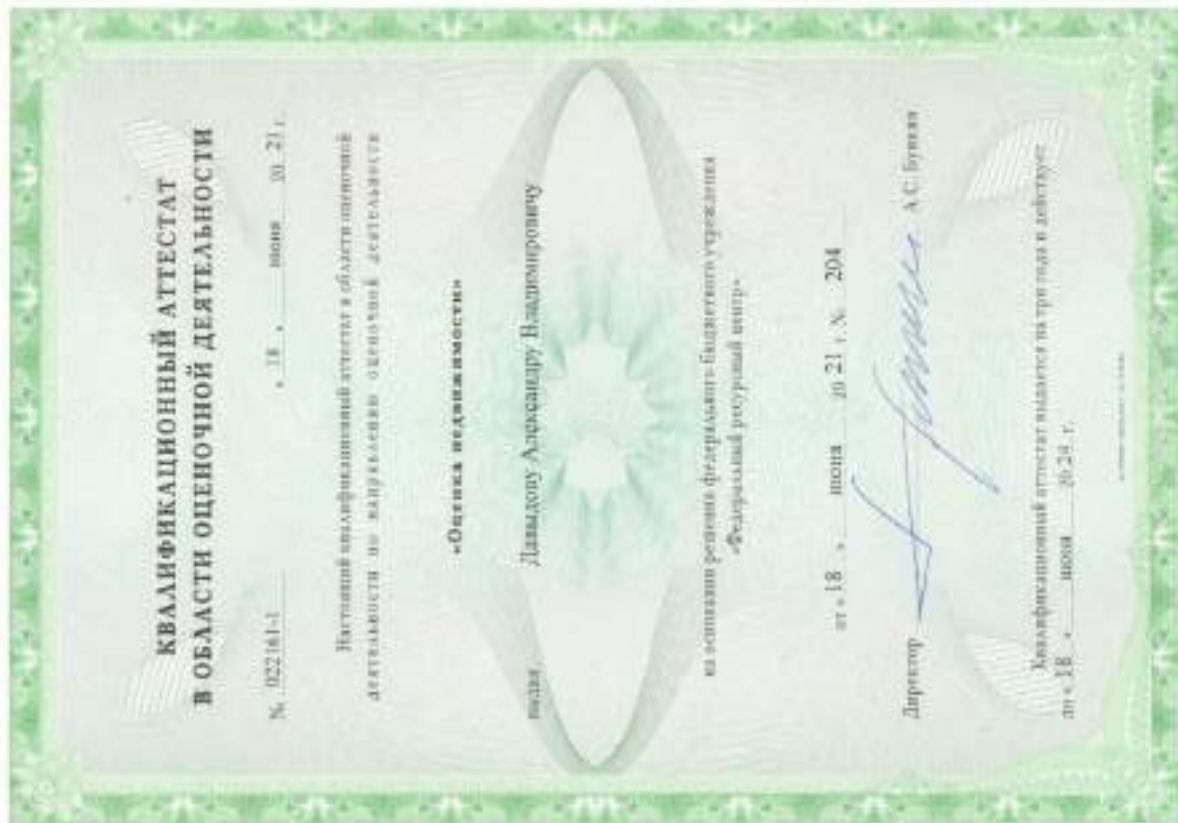 КВАЛИФИКАЦИОННЫЙ АТТЕСТАТ
В ОБЛАСТИ ОЦЕНОЧНОЙ ДЕЯТЕЛЬНОСТИ
№ 022161-1 « 18 » июня 20 21 г.
Настоящий квалификационный аттестат в области оценочной
деятельности по направлению оценочной деятельности
«Оценка недвижимости»
выдан Давыдову Александру Владимировичу
на основании решения федерального бюджетного учреждения
«Федеральный ресурсный центр»
от « 18 » июня 20 21 г. № 204
Директор А.С. Бункин
Квалификационный аттестат выдается на три года и действует
до « 18 » июня 20 24 г.